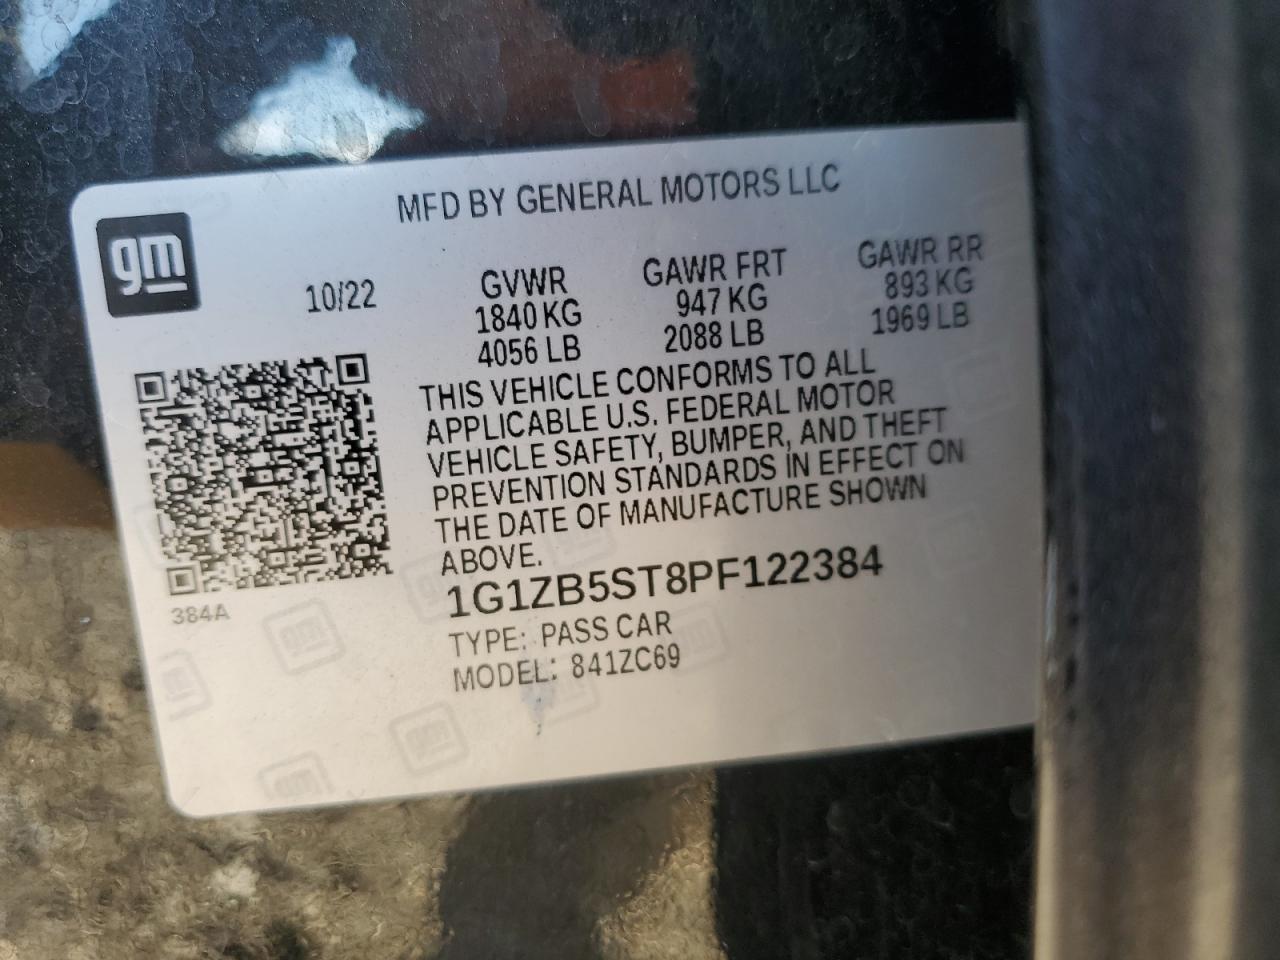 MFD BY GENERAL MOTORS LLC
gm
10/22
GVWR
1840 KG
4056 LB
GAWR FRT
947 KG
2088 LB
GAWR RR
893 KG
1969 LB
THIS VEHICLE CONFORMS TO ALL
APPLICABLE U.S. FEDERAL MOTOR
VEHICLE SAFETY, BUMPER, AND THEFT
PREVENTION STANDARDS IN EFFECT ON
THE DATE OF MANUFACTURE SHOWN
ABOVE.
384A
1G1ZB5ST8PF122384
TYPE: PASS CAR
MODEL: 841ZC69